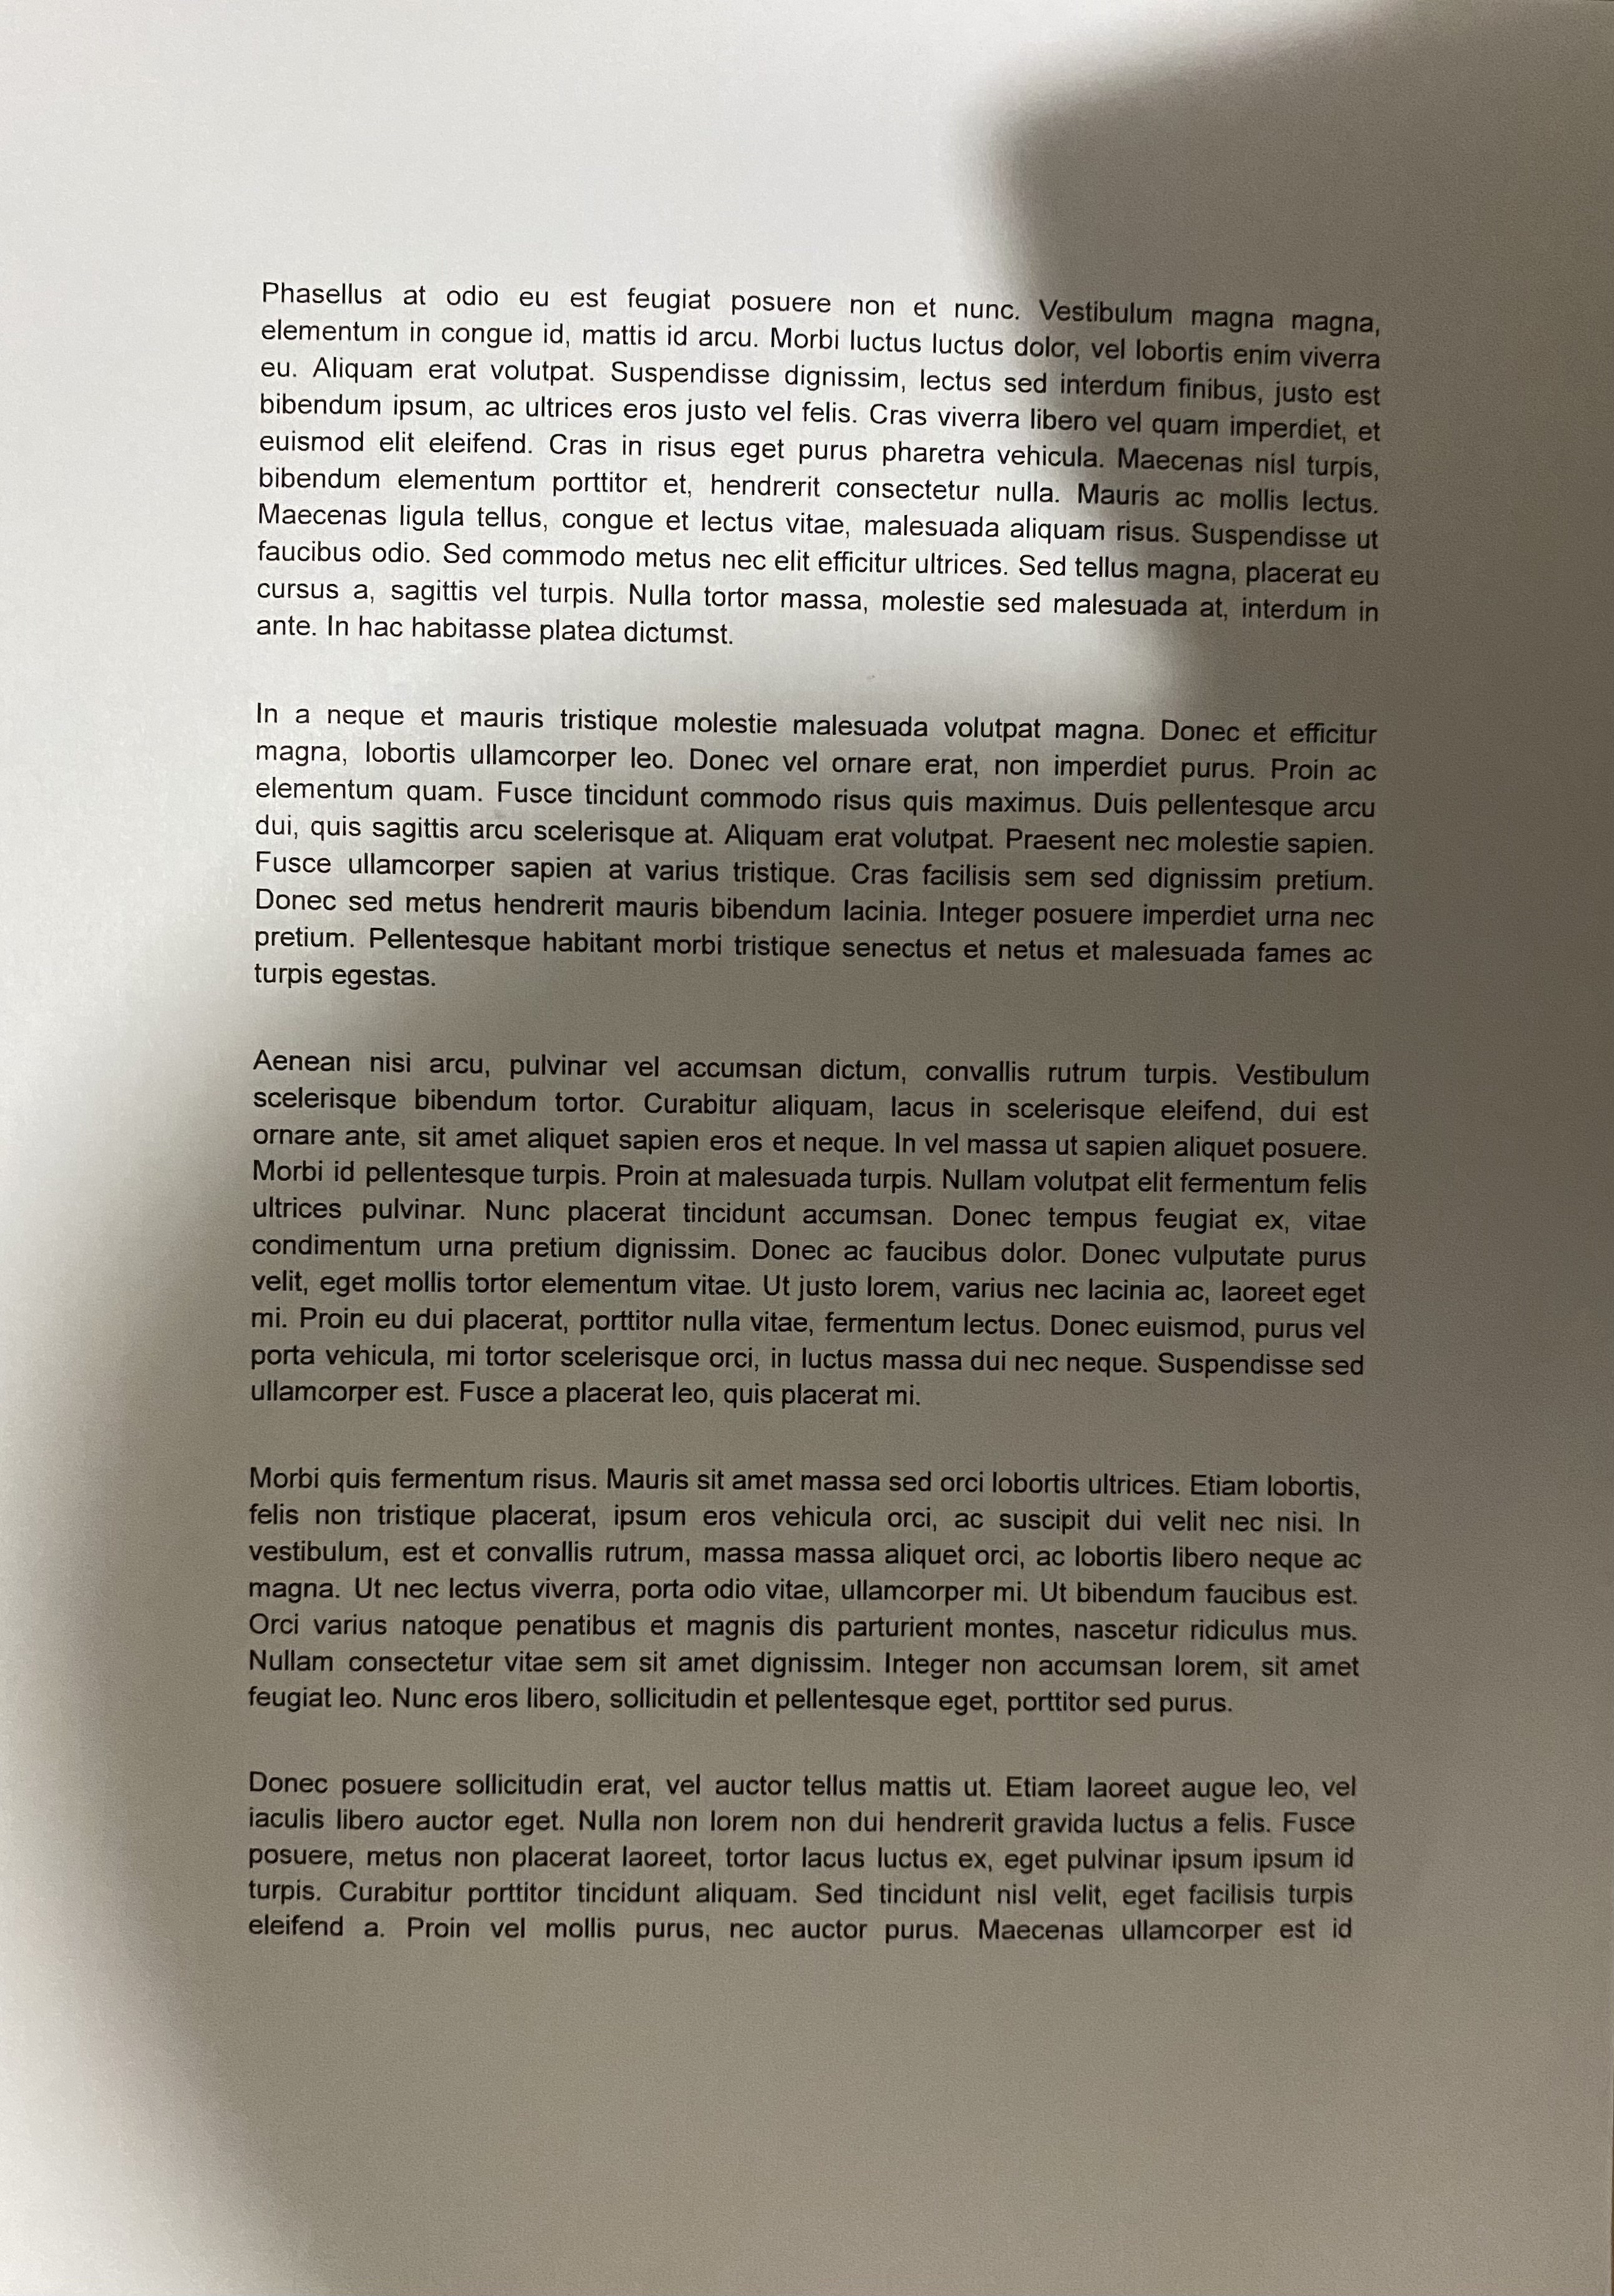 Phasellus at odio eu est feugiat posuere non et nunc. Vestibulum magna magna,
elementum in congue id, mattis id arcu. Morbi luctus luctus dolor, vel lobortis enim viverra
eu. Aliquam erat volutpat. Suspendisse dignissim, lectus sed interdum finibus, justo est
bibendum ipsum, ac ultrices eros justo vel felis. Cras viverra libero vel quam imperdiet, et
euismod elit eleifend. Cras in risus eget purus pharetra vehicula. Maecenas nisl turpis,
bibendum elementum porttitor et, hendrerit consectetur nulla. Mauris ac mollis lectus.
Maecenas ligula tellus, congue et lectus vitae, malesuada aliquam risus. Suspendisse ut
faucibus odio. Sed commodo metus nec elit efficitur ultrices. Sed tellus magna, placerat eu
cursus a, sagittis vel turpis. Nulla tortor massa, molestie sed malesuada at, interdum in
ante. In hac habitasse platea dictumst.

In a neque et mauris tristique molestie malesuada volutpat magna. Donec et efficitur
magna, lobortis ullamcorper leo. Donec vel ornare erat, non imperdiet purus. Proin ac
elementum quam. Fusce tincidunt commodo risus quis maximus. Duis pellentesque arcu
dui, quis sagittis arcu scelerisque at. Aliquam erat volutpat. Praesent nec molestie sapien.
Fusce ullamcorper sapien at varius tristique. Cras facilisis sem sed dignissim pretium.
Donec sed metus hendrerit mauris bibendum lacinia. Integer posuere imperdiet urna nec
pretium. Pellentesque habitant morbi tristique senectus et netus et malesuada fames ac
turpis egestas.

Aenean nisi arcu, pulvinar vel accumsan dictum, convallis rutrum turpis. Vestibulum
scelerisque bibendum tortor. Curabitur aliquam, lacus in scelerisque eleifend, dui est
ornare ante, sit amet aliquet sapien eros et neque. In vel massa ut sapien aliquet posuere.
Morbi id pellentesque turpis. Proin at malesuada turpis. Nullam volutpat elit fermentum felis
ultrices pulvinar. Nunc placerat tincidunt accumsan. Donec tempus feugiat ex, vitae
condimentum urna pretium dignissim. Donec ac faucibus dolor. Donec vulputate purus
velit, eget mollis tortor elementum vitae. Ut justo lorem, varius nec lacinia ac, laoreet eget
mi. Proin eu dui placerat, porttitor nulla vitae, fermentum lectus. Donec euismod, purus vel
porta vehicula, mi tortor scelerisque orci, in luctus massa dui nec neque. Suspendisse sed
ullamcorper est. Fusce a placerat leo, quis placerat mi.

Morbi quis fermentum risus. Mauris sit amet massa sed orci lobortis ultrices. Etiam lobortis,
felis non tristique placerat, ipsum eros vehicula orci, ac suscipit dui velit nec nisi. In
vestibulum, est et convallis rutrum, massa massa aliquet orci, ac lobortis libero neque ac
magna. Ut nec lectus viverra, porta odio vitae, ullamcorper mi. Ut bibendum faucibus est.
Orci varius natoque penatibus et magnis dis parturient montes, nascetur ridiculus mus.
Nullam consectetur vitae sem sit amet dignissim. Integer non accumsan lorem, sit amet
feugiat leo. Nunc eros libero, sollicitudin et pellentesque eget, porttitor sed purus.

Donec posuere sollicitudin erat, vel auctor tellus mattis ut. Etiam laoreet augue leo, vel
iaculis libero auctor eget. Nulla non lorem non dui hendrerit gravida luctus a felis. Fusce
posuere, metus non placerat laoreet, tortor lacus luctus ex, eget pulvinar ipsum ipsum id
turpis. Curabitur porttitor tincidunt aliquam. Sed tincidunt nisl velit, eget facilisis turpis
eleifend a. Proin vel mollis purus, nec auctor purus. Maecenas ullamcorper est id